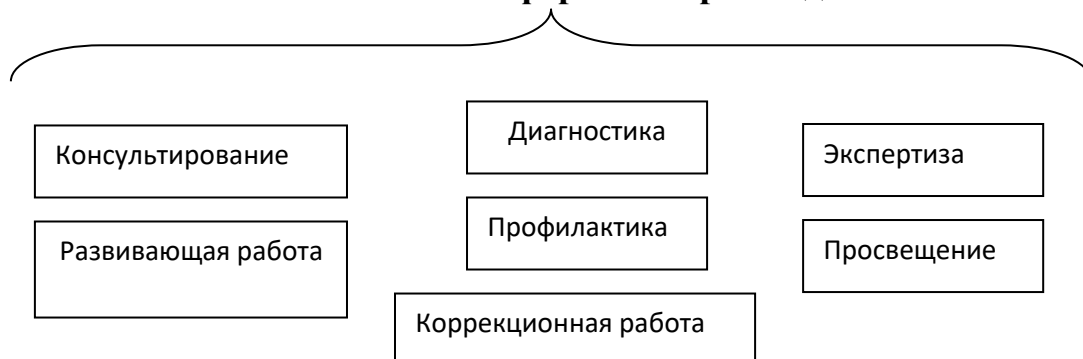 Диагностика
Консультирование
Экспертиза
Профилактика
Развивающая работа
Просвещение
Коррекционная работа